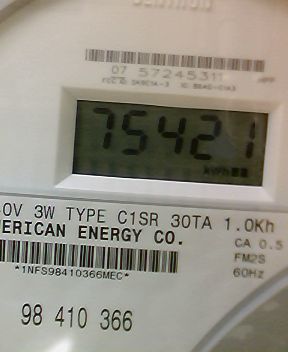 07 57245311
75421
kWh
0V 3W TYPE C1SR 30TA 1.0Kh
ERICAN ENERGY CO.
CA 0.5
FM2S
*1NFS98410366MEC*
60Hz
98 410 366